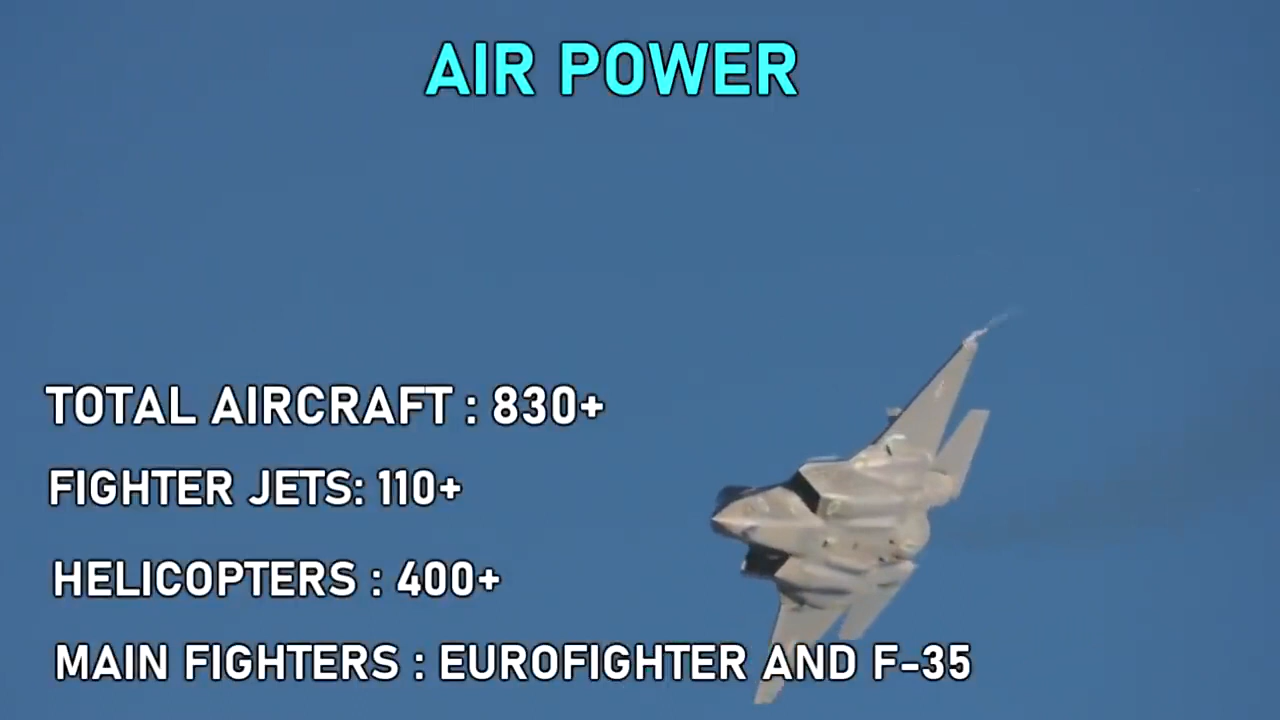 AIR POWER
TOTAL AIRCRAFT : 830+
FIGHTER JETS: 110+
HELICOPTERS : 400+
MAIN FIGHTERS : EUROFIGHTER AND F-35